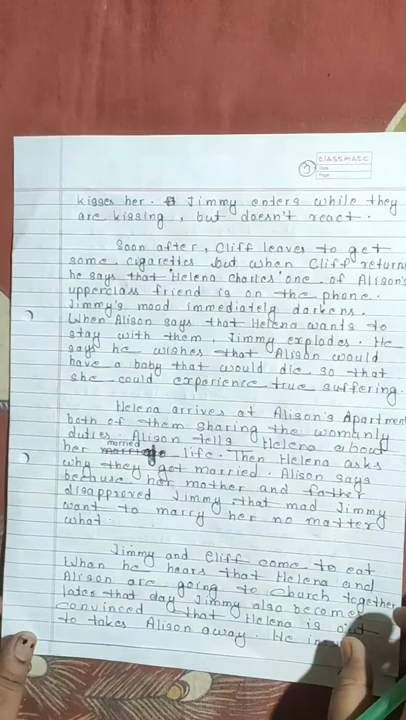 CLASSMATE
Date
Page
3
kisses her. Jimmy enters while they
are kissing, but doesn't react.
Soon after, Cliff leaves to get
some cigarettes but when Cliff return
he says that 'Helena charles' one of Alison's
upperclass friend is on the phone.
Jimmy's mood immediately darkens.
When Alison says that Helena wants to
stay with them, Jimmy explodes. He
says he wishes that Alison would
have a baby that would die so that
she could experience true suffering.
Helena arrives at Alison's Apartment
both of them sharing the womanly
duties. Alison tells Helena about
her married life. Then Helena asks
why they got married. Alison says
because her mother and father
disapproved Jimmy that mad Jimmy
want to marry her no matter
what.
Jimmy and Cliff come to eat
When he hears that Helena and
Alison are going to church together
later that day Jimmy also become
convinced that Helena is out
to takes Alison away. He